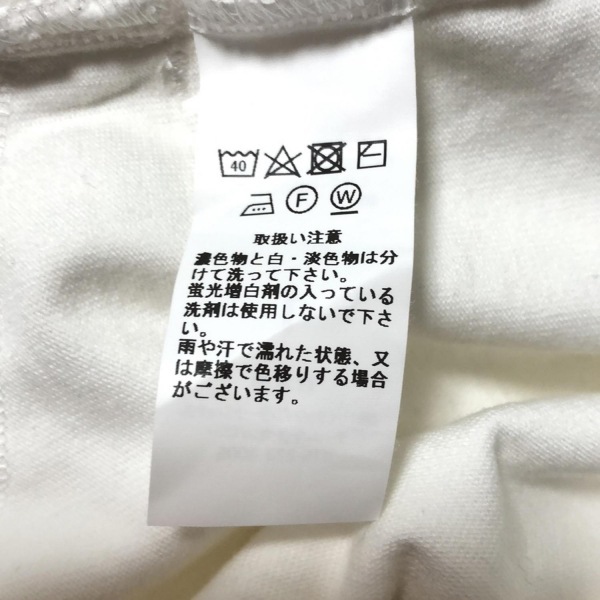 40
F W
取扱い注意
濃色物と白・淡色物は分
けて洗って下さい。
蛍光増白剤の入っている
洗剤は使用しないで下さ
い。
雨や汗で濡れた状態、又
は摩擦で色移りする場合
がございます。